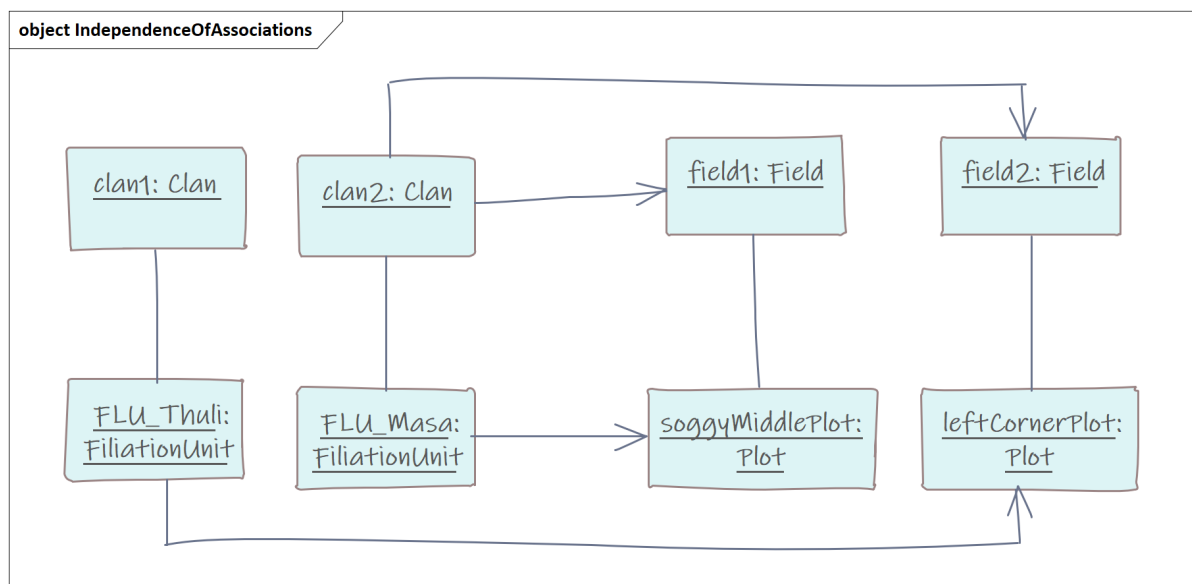 object IndependenceOfAssociations
clan1: Clan
clan2: Clan
field1: Field
field2: Field
FLU_Thuli:
FiliationUnit
FLU_Masa:
FiliationUnit
soggyMiddlePlot:
Plot
leftCornerPlot:
Plot